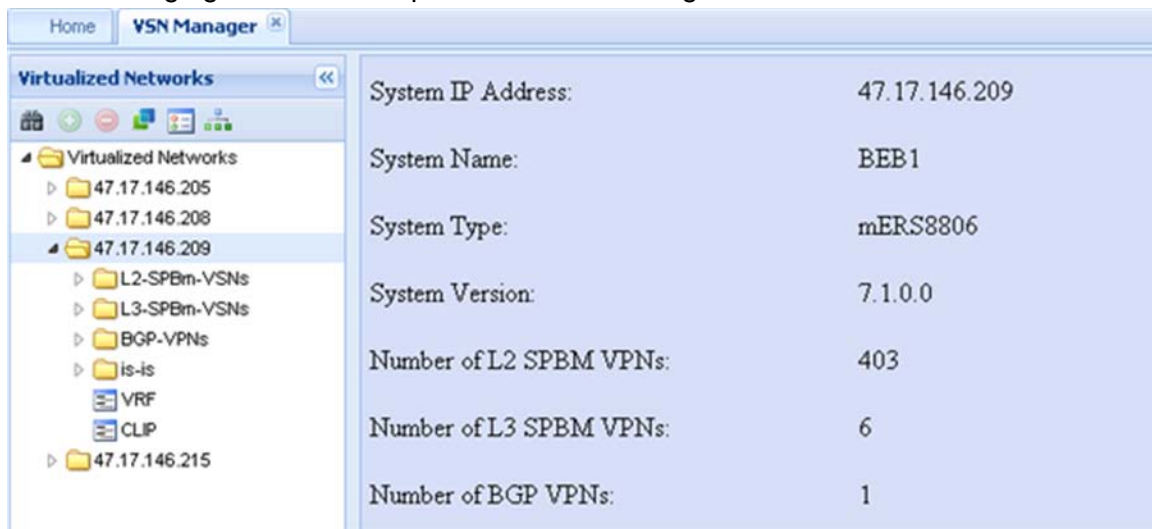 Home VSN Manager
Virtualized Networks
Virtualized Networks
47.17.146.205
47.17.146.208
47.17.146.209
L2-SPBm-VSNs
L3-SPBm-VSNs
BGP-VPNs
is-is
VRF
CLIP
47.17.146.215
System IP Address: 47.17.146.209
System Name: BEB1
System Type: mERS8806
System Version: 7.1.0.0
Number of L2 SPBM VPNs: 403
Number of L3 SPBM VPNs: 6
Number of BGP VPNs: 1